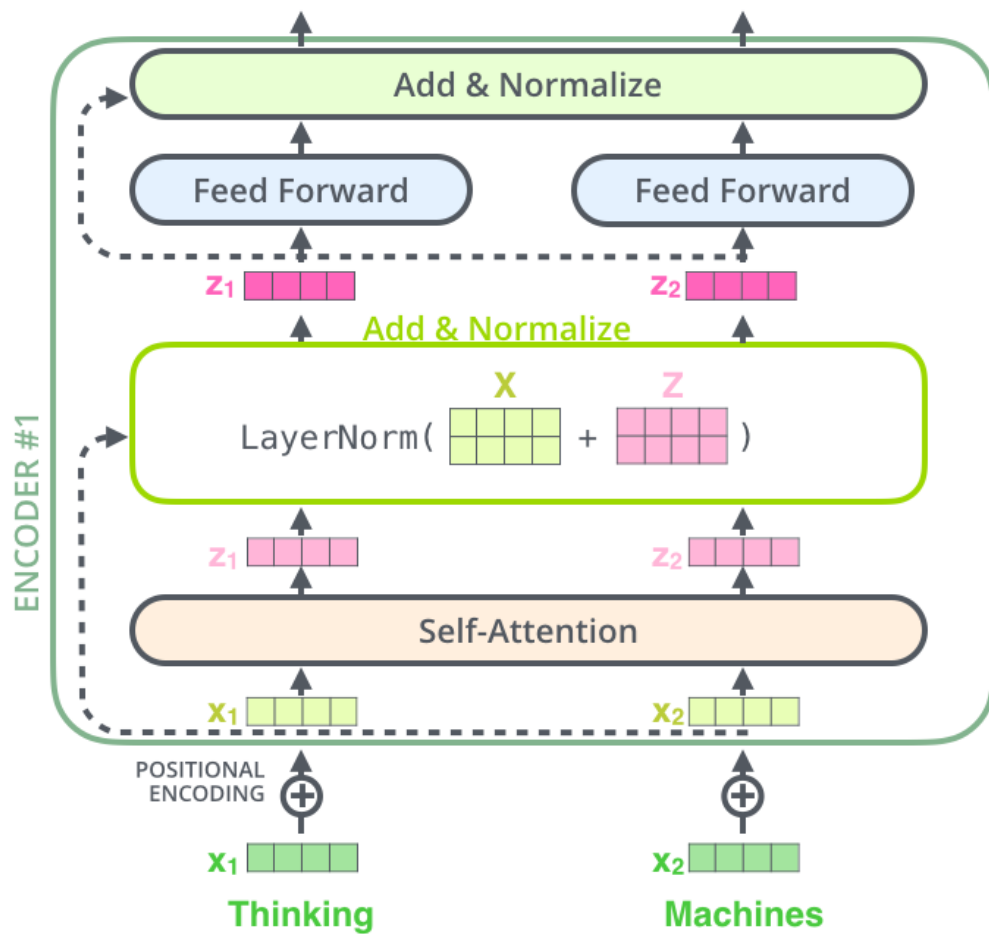 Add & Normalize
Feed Forward
Feed Forward
z1
z2
Add & Normalize
X
Z
LayerNorm(
+
)
ENCODER #1
z1
z2
Self-Attention
x1
x2
POSITIONAL
ENCODING
x1
x2
Thinking
Machines